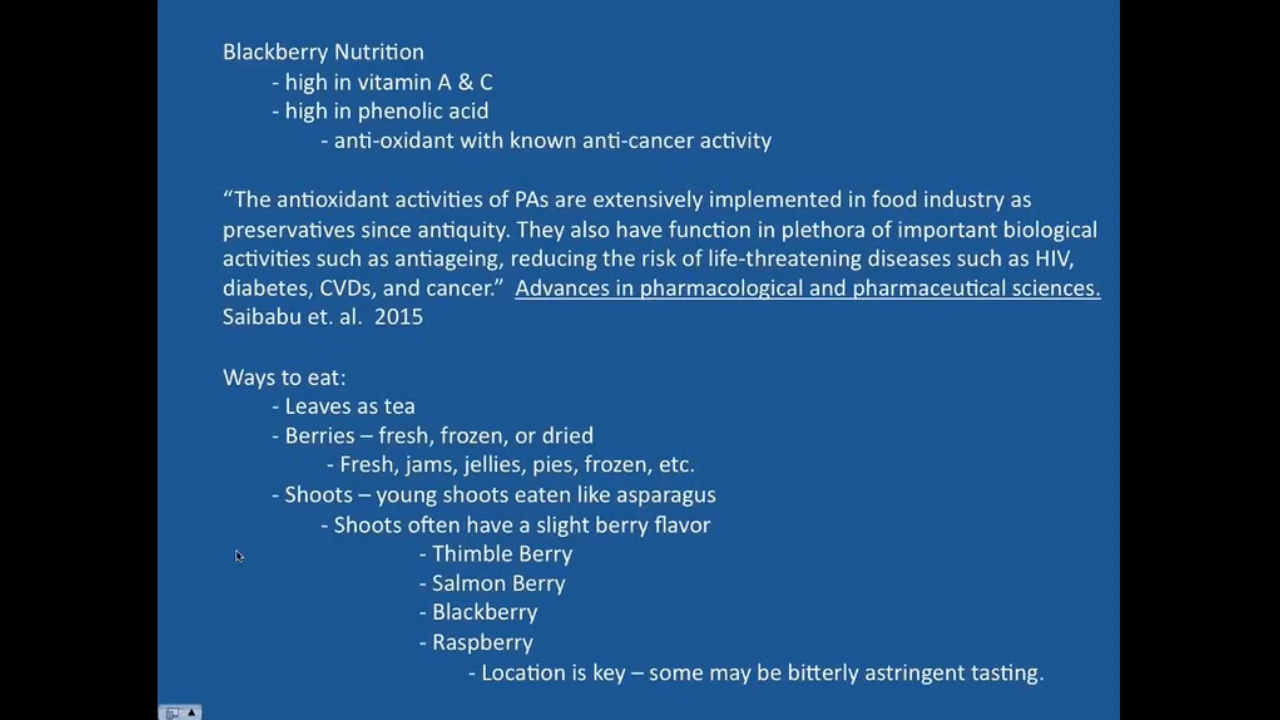 Blackberry Nutrition
- high in vitamin A & C
- high in phenolic acid
- anti-oxidant with known anti-cancer activity
“The antioxidant activities of PAs are extensively implemented in food industry as
preservatives since antiquity. They also have function in plethora of important biological
activities such as antiageing, reducing the risk of life-threatening diseases such as HIV,
diabetes, CVDs, and cancer.” Advances in pharmacological and pharmaceutical sciences.
Saibabu et. al. 2015
Ways to eat:
- Leaves as tea
- Berries – fresh, frozen, or dried
- Fresh, jams, jellies, pies, frozen, etc.
- Shoots – young shoots eaten like asparagus
- Shoots often have a slight berry flavor
- Thimble Berry
- Salmon Berry
- Blackberry
- Raspberry
- Location is key – some may be bitterly astringent tasting.